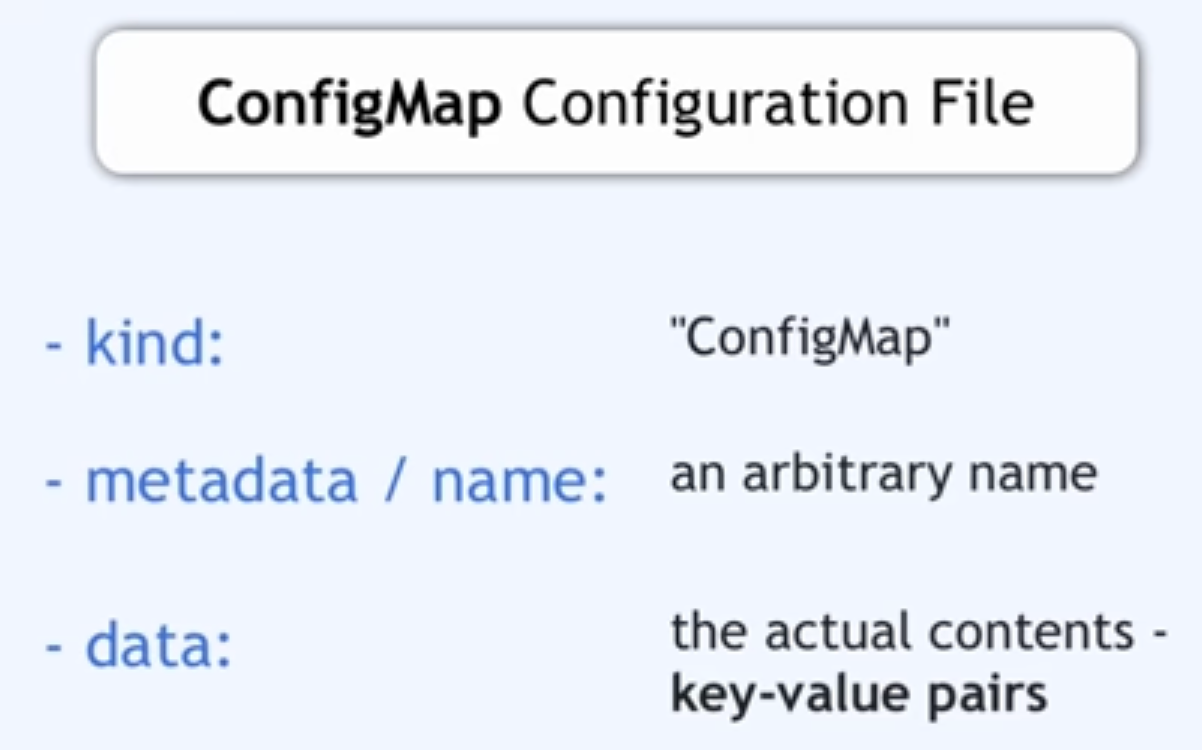 ConfigMap Configuration File
- kind: "ConfigMap"
- metadata / name: an arbitrary name
- data: the actual contents -
key-value pairs